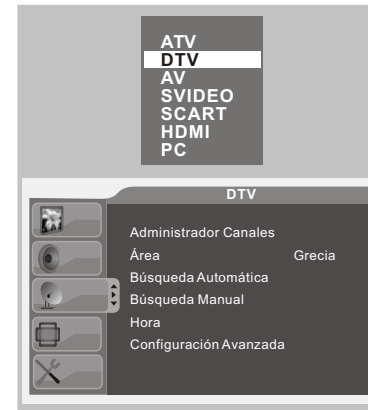 ATV
DTV
AV
SVIDEO
SCART
HDMI
PC
DTV
Administrador Canales
Área Grecia
Búsqueda Automática
Búsqueda Manual
Hora
Configuración Avanzada